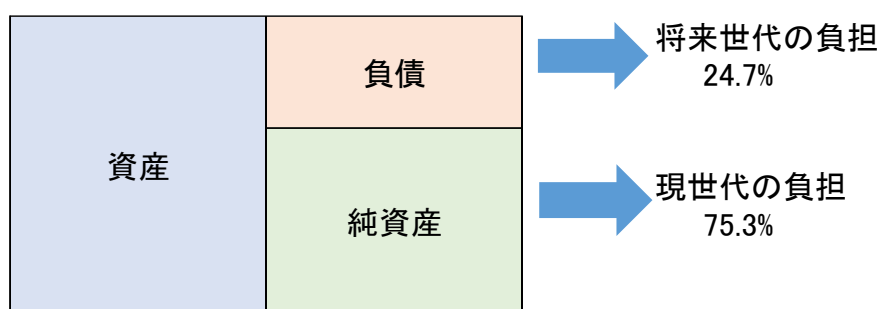 資産
負債
純資産
将来世代の負担
24.7%
現世代の負担
75.3%